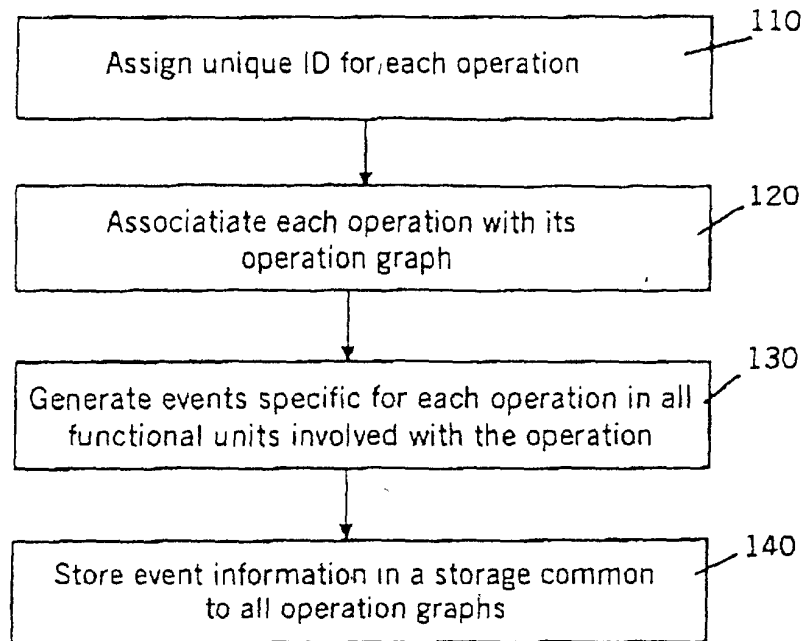 110
Assign unique ID for each operation
120
Associatiate each operation with its
operation graph
130
Generate events specific for each operation in all
functional units involved with the operation
140
Store event information in a storage common
to all operation graphs